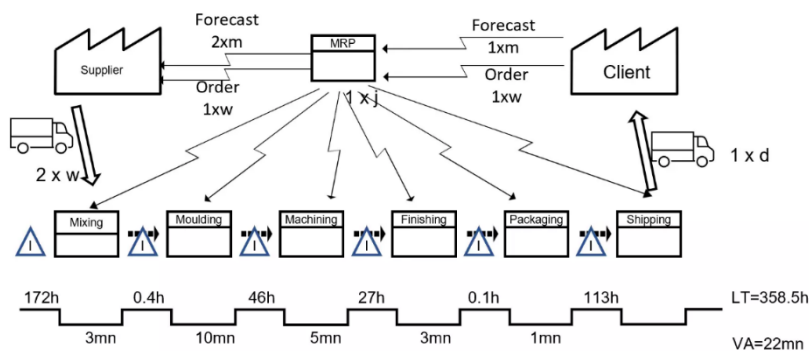 Forecast
2xm
MRP
Forecast
1xm
Supplier
Order
1xw
1 x j
Order
1xw
Client
2 x w
1 x d
Mixing
Moulding
Machining
Finishing
Packaging
Shipping
I
I
I
I
I
I
172h
0.4h
46h
27h
0.1h
113h
LT=358.5h
3mn
10mn
5mn
3mn
1mn
VA=22mn